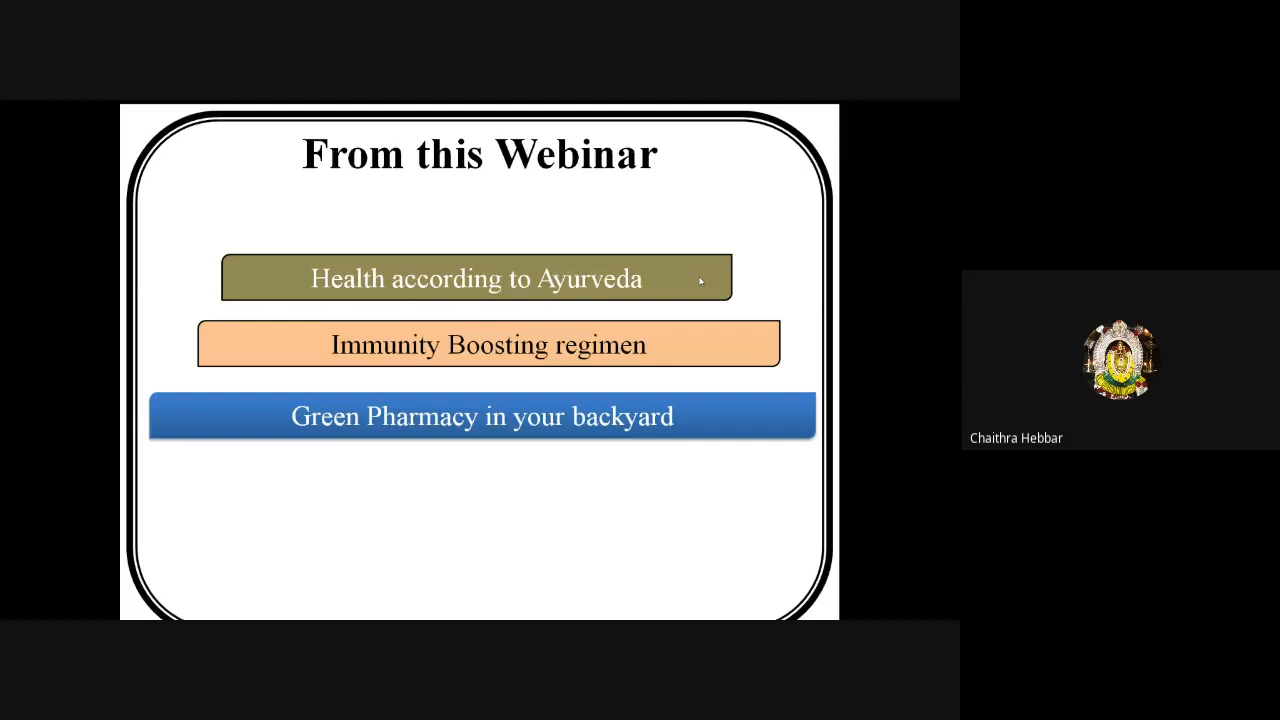 From this Webinar
Health according to Ayurveda
Immunity Boosting regimen
Green Pharmacy in your backyard
Chaithra Hebbar